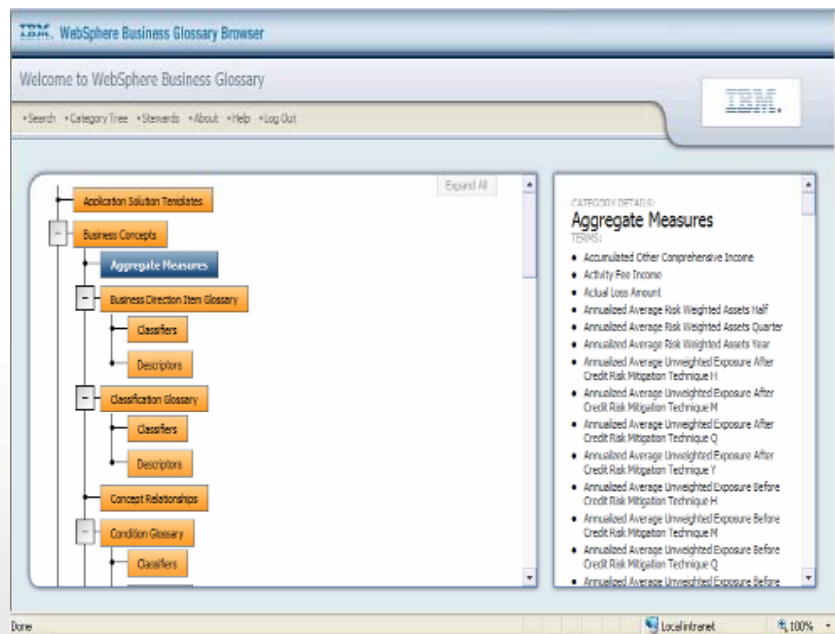 IBM. WebSphere Business Glossary Browser
Welcome to WebSphere Business Glossary
IBM.
•Search •Category Tree •Stewards •About •Help •Log Out
Expand All
Application Solution Templates
Business Concepts
Aggregate Measures
Business Direction Item Glossary
Classifiers
Descriptors
Classification Glossary
Classifiers
Descriptors
Concept Relationships
Condition Glossary
Classifiers
CATEGORY DETAILS:
Aggregate Measures
TERMS:
• Accumulated Other Comprehensive Income
• Activity Fee Income
• Actual Loss Amount
• Annualized Average Risk Weighted Assets Half
• Annualized Average Risk Weighted Assets Quarter
• Annualized Average Risk Weighted Assets Year
• Annualized Average Unweighted Exposure After
Credit Risk Mitigation Technique H
• Annualized Average Unweighted Exposure After
Credit Risk Mitigation Technique M
• Annualized Average Unweighted Exposure After
Credit Risk Mitigation Technique Q
• Annualized Average Unweighted Exposure After
Credit Risk Mitigation Technique Y
• Annualized Average Unweighted Exposure Before
Credit Risk Mitigation Technique H
• Annualized Average Unweighted Exposure Before
Credit Risk Mitigation Technique M
• Annualized Average Unweighted Exposure Before
Credit Risk Mitigation Technique Q
• Annualized Average Unweighted Exposure Before
Done
Local intranet
100%